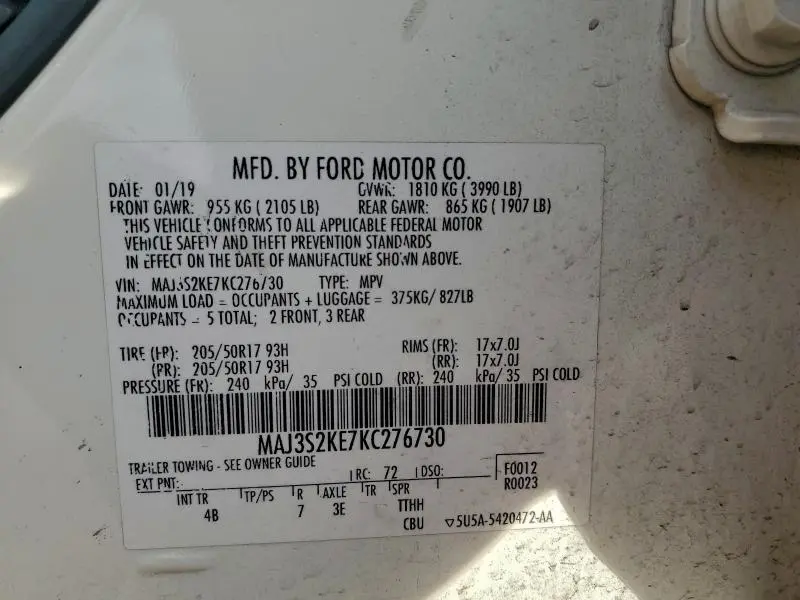 MFD. BY FORD MOTOR CO.
DATE: 01/19 GVWR: 1810 KG ( 3990 LB)
FRONT GAWR: 955 KG ( 2105 LB) REAR GAWR: 865 KG ( 1907 LB)
THIS VEHICLE CONFORMS TO ALL APPLICABLE FEDERAL MOTOR
VEHICLE SAFETY AND THEFT PREVENTION STANDARDS
IN EFFECT ON THE DATE OF MANUFACTURE SHOWN ABOVE.
VIN: MAJ3S2KE7KC276730 TYPE: MPV
MAXIMUM LOAD = OCCUPANTS + LUGGAGE = 375KG/ 827LB
OCCUPANTS = 5 TOTAL; 2 FRONT, 3 REAR
TIRE (FR): 205/50R17 93H RIMS (FR): 17x7.0J
(RR): 205/50R17 93H (RR): 17x7.0J
PRESSURE (FR): 240 kPa/ 35 PSI COLD (RR): 240 kPa/ 35 PSI COLD
MAJ3S2KE7KC276730
TRAILER TOWING - SEE OWNER GUIDE
EXT PNT: RC: 72 DSO: F0012
R0023
INT TR TP/PS R AXLE TR SPR
4B 7 3E TTHH
CBU ▽5U5A-5420472-AA